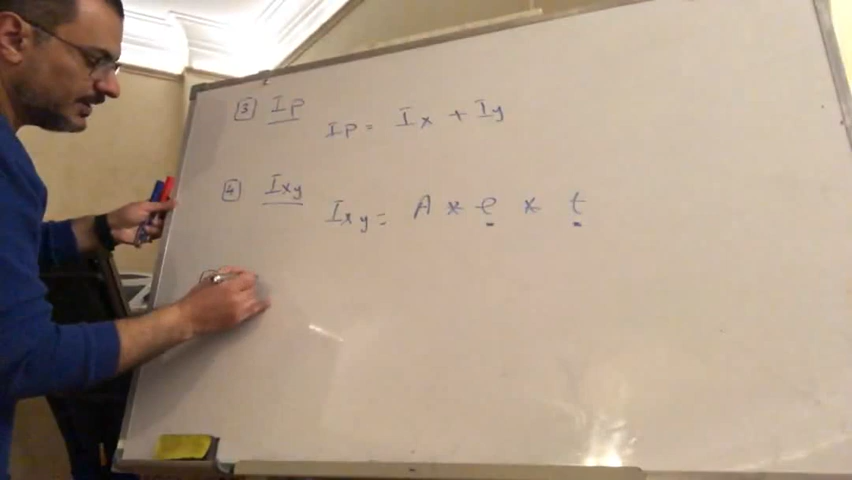 3 IP
IP = Ix + Iy
4 Ixy
Ixy = A * e * t